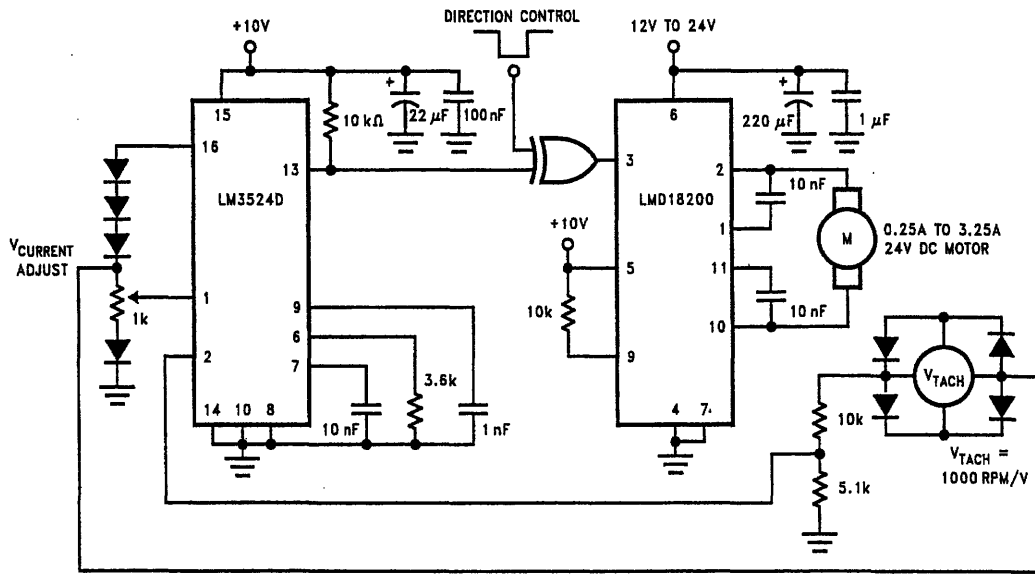 DIRECTION CONTROL
+10V
12V TO 24V
15
10 kΩ
+
22 μF
100 nF
6
+
220 μF
1 μF
16
13
LM3524D
3
LMD18200
2
10 nF
1
M
0.25A TO 3.25A
24V DC MOTOR
VCURRENT
ADJUST
+10V
5
11
10 nF
1
1k
9
10k
10
6
9
2
7
3.6k
VTACH
14
10
8
10 nF
1 nF
4
7
10k
VTACH =
1000 RPM/V
5.1k